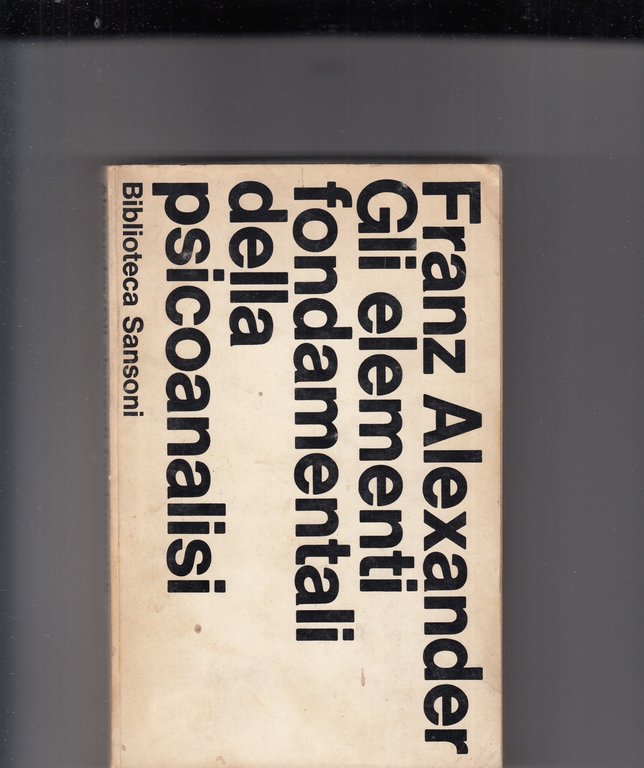 Franz Alexander
Gli elementi
fondamentali
della
psicoanalisi
Biblioteca Sansoni